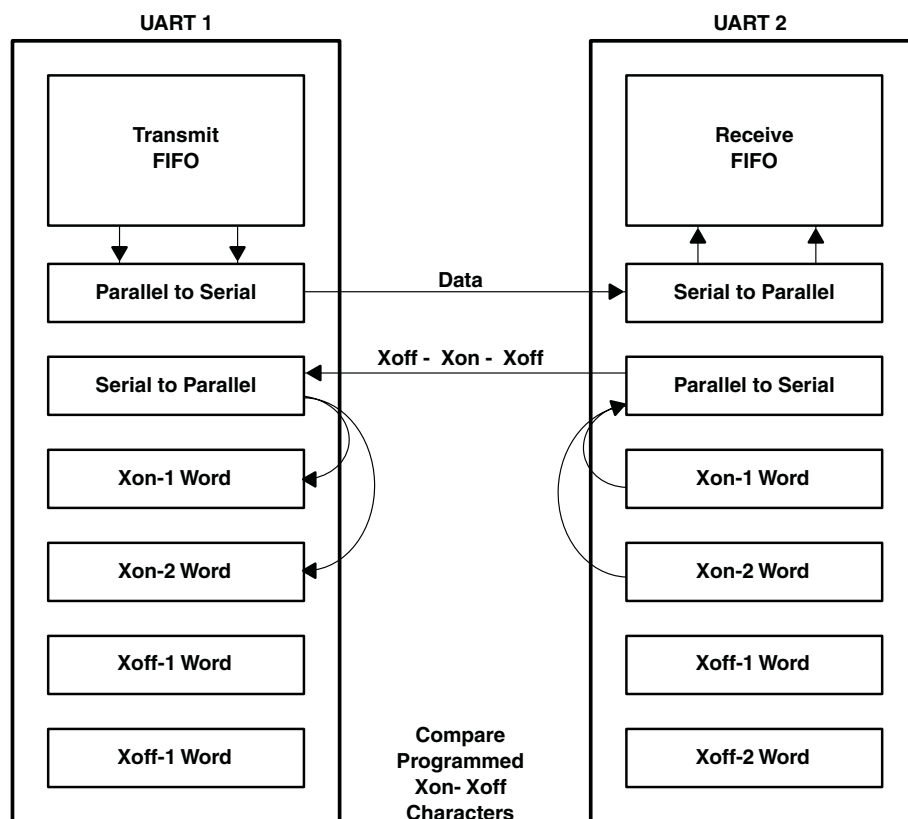 UART 1
UART 2
Transmit
FIFO
Receive
FIFO
Parallel to Serial
Data
Serial to Parallel
Xoff - Xon - Xoff
Serial to Parallel
Parallel to Serial
Xon-1 Word
Xon-1 Word
Xon-2 Word
Xon-2 Word
Xoff-1 Word
Xoff-1 Word
Xoff-1 Word
Compare
Programmed
Xon- Xoff
Characters
Xoff-2 Word